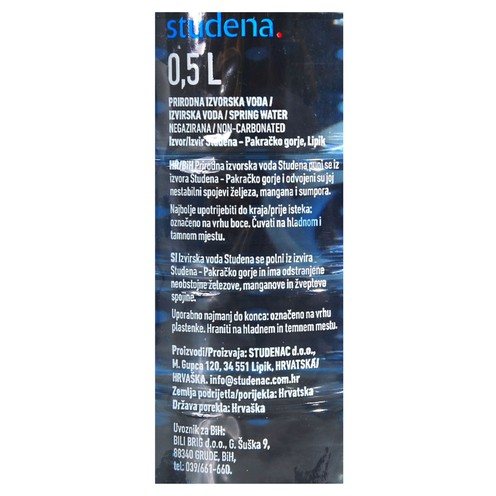 studena.
0,5 L
PRIRODNA IZVORSKA VODA /
IZVIRSKA VODA / SPRING WATER
NEGAZIRANA / NON-CARBONATED
Izvor/Izvir Studena - Pakračko gorje, Lipik
HR/BiH Prirodna izvorska voda Studena puni se iz
izvora Studena - Pakračko gorje i odvojeni su joj
nestabilni spojevi željeza, mangana i sumpora.
Najbolje upotrijebiti do kraja/prije isteka:
označeno na vrhu boce. Čuvati na hladnom i
tamnom mjestu.
SI Izvirska voda Studena se polni iz izvira
Studena - Pakračko gorje in ima odstranjene
neobstojne železove, manganove in žveplove
spojine.
Uporabno najmanj do konca: označeno na vrhu
plastenke. Hraniti na hladnem in temnem mestu.
Proizvodi/Proizvaja: STUDENAC d.o.o.,
M. Gupca 120, 34 551 Lipik, HRVATSKA/
HRVAŠKA. info@studenac.com.hr
Zemlja podrijetla/porijekla: Hrvatska
Država porekla: Hrvaška
Uvoznik za BiH:
BILI BRIG d.o.o., G. Šuška 9,
88340 GRUDE, BiH,
tel: 039/661-660.